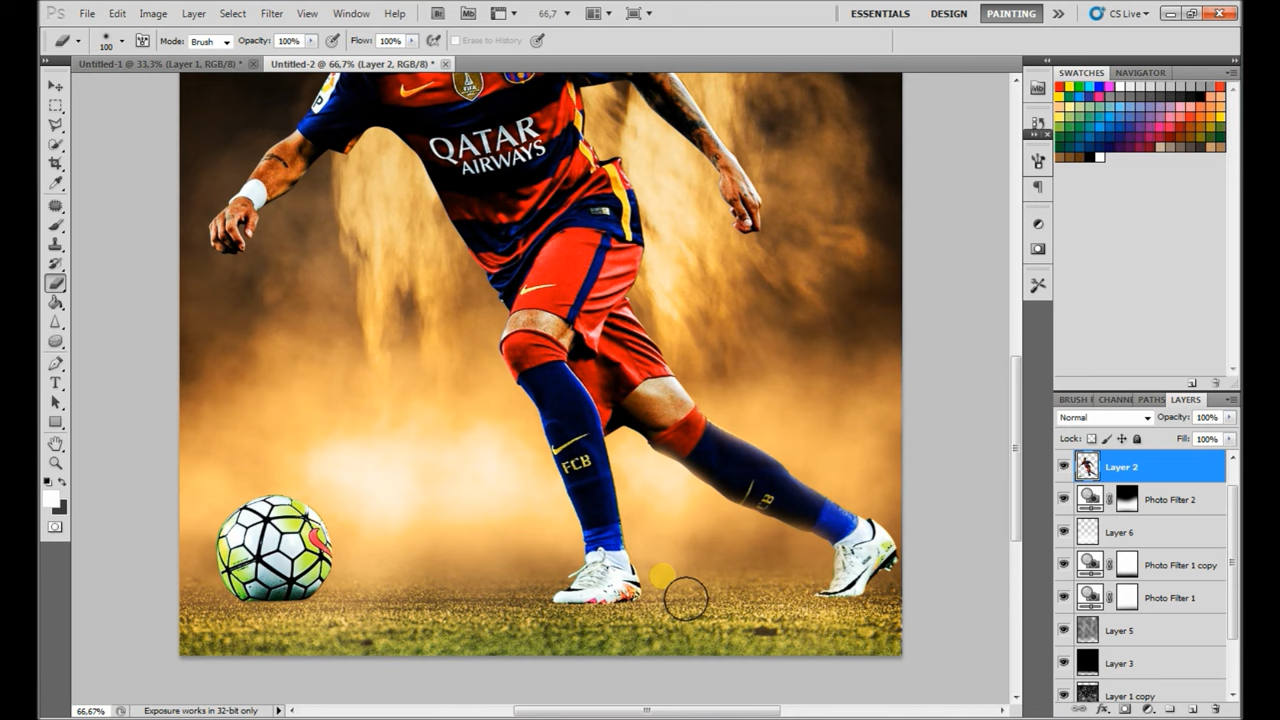 Ps File Edit Image Layer Select Filter View Window Help Br Mb 66,7 ESSENTIALS DESIGN PAINTING CS Live
100 Mode: Brush Opacity: 100% Flow: 100% Erase to History
Untitled-1 @ 33,3% (Layer 1, RGB/8) * Untitled-2 @ 66,7% (Layer 2, RGB/8) *
SWATCHES NAVIGATOR
QATAR
AIRWAYS
FCB
CB
BRUSH CHANNE PATHS LAYERS
Normal Opacity: 100%
Lock: Fill: 100%
Layer 2
Photo Filter 2
Layer 6
Photo Filter 1 copy
Photo Filter 1
Layer 5
Layer 3
Layer 1 copy
66,67% Exposure works in 32-bit only